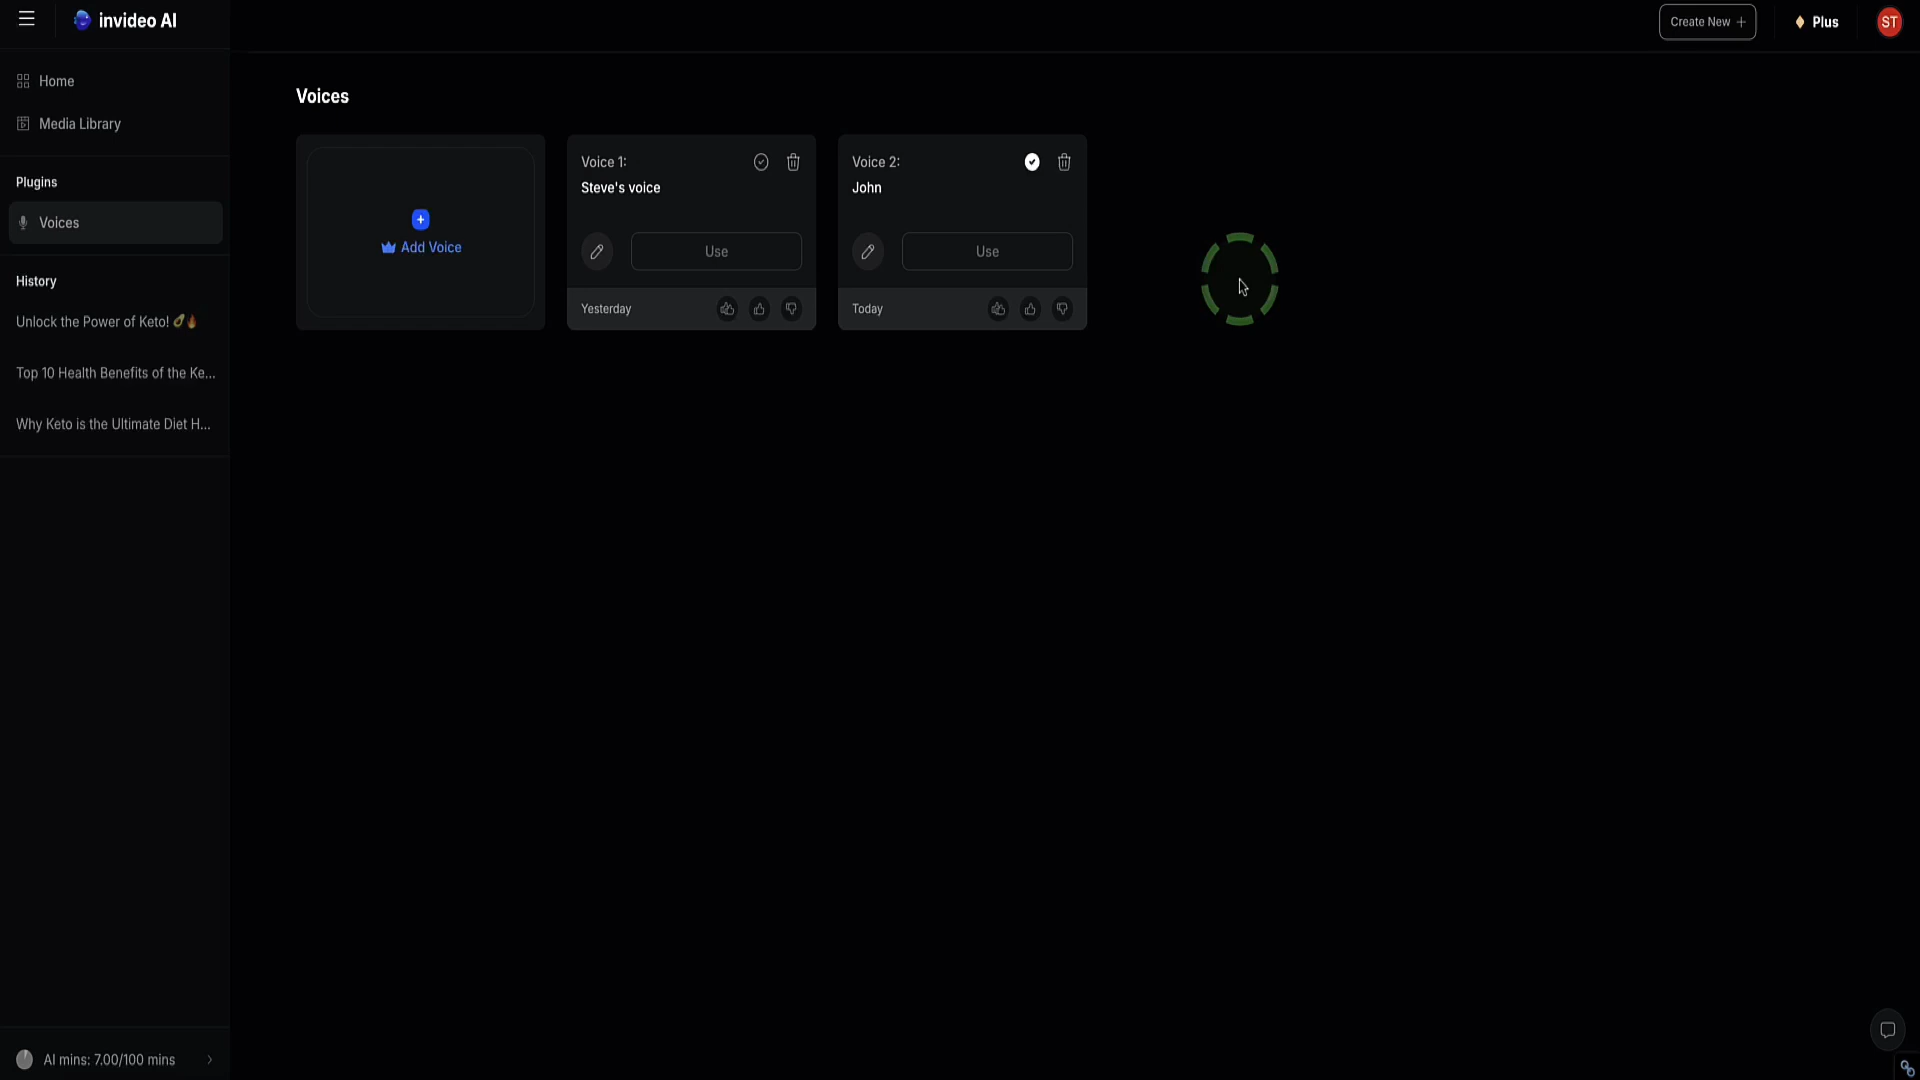 invideo AI
Create New +
Plus
ST
Home
Media Library
Plugins
Voices
History
Unlock the Power of Keto! 🥑🔥
Top 10 Health Benefits of the Ke...
Why Keto is the Ultimate Diet H...
AI mins: 7.00/100 mins
Voices
Add Voice
Voice 1:
Steve's voice
Use
Yesterday
Voice 2:
John
Use
Today